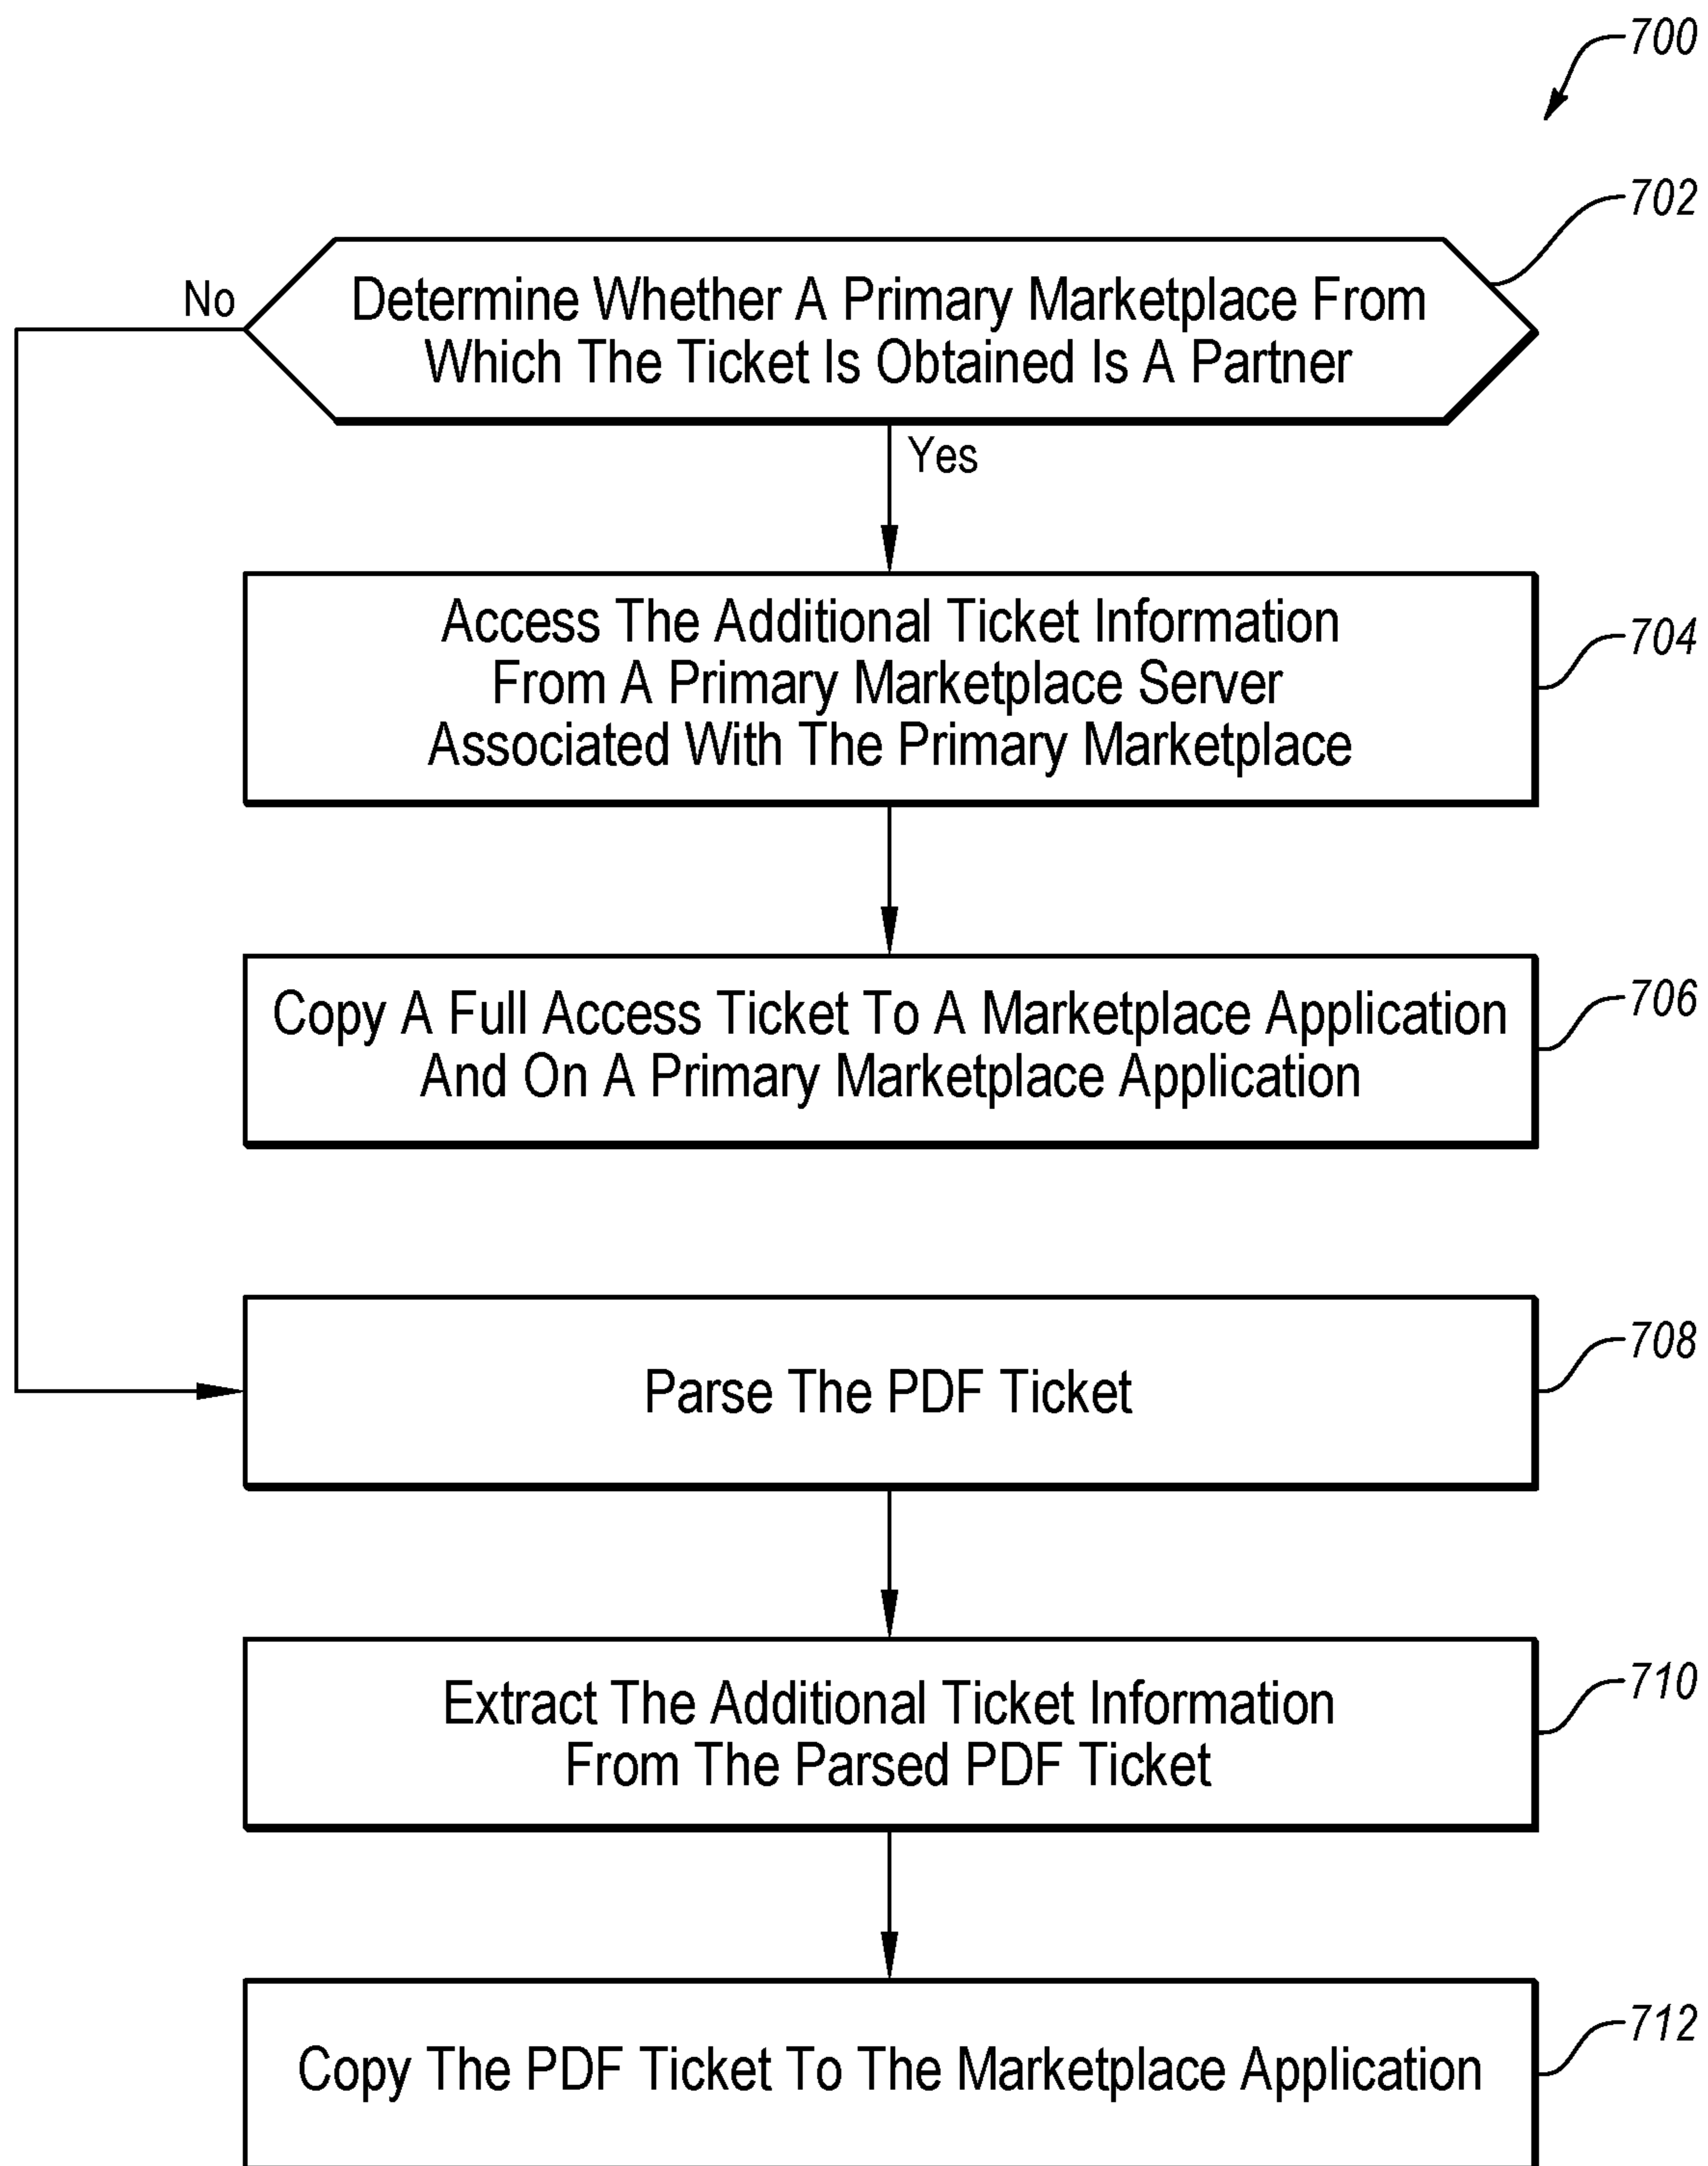 700
702
No
Determine Whether A Primary Marketplace From
Which The Ticket Is Obtained Is A Partner
Yes
Access The Additional Ticket Information
From A Primary Marketplace Server
Associated With The Primary Marketplace
704
Copy A Full Access Ticket To A Marketplace Application
And On A Primary Marketplace Application
706
Parse The PDF Ticket
708
Extract The Additional Ticket Information
From The Parsed PDF Ticket
710
Copy The PDF Ticket To The Marketplace Application
712